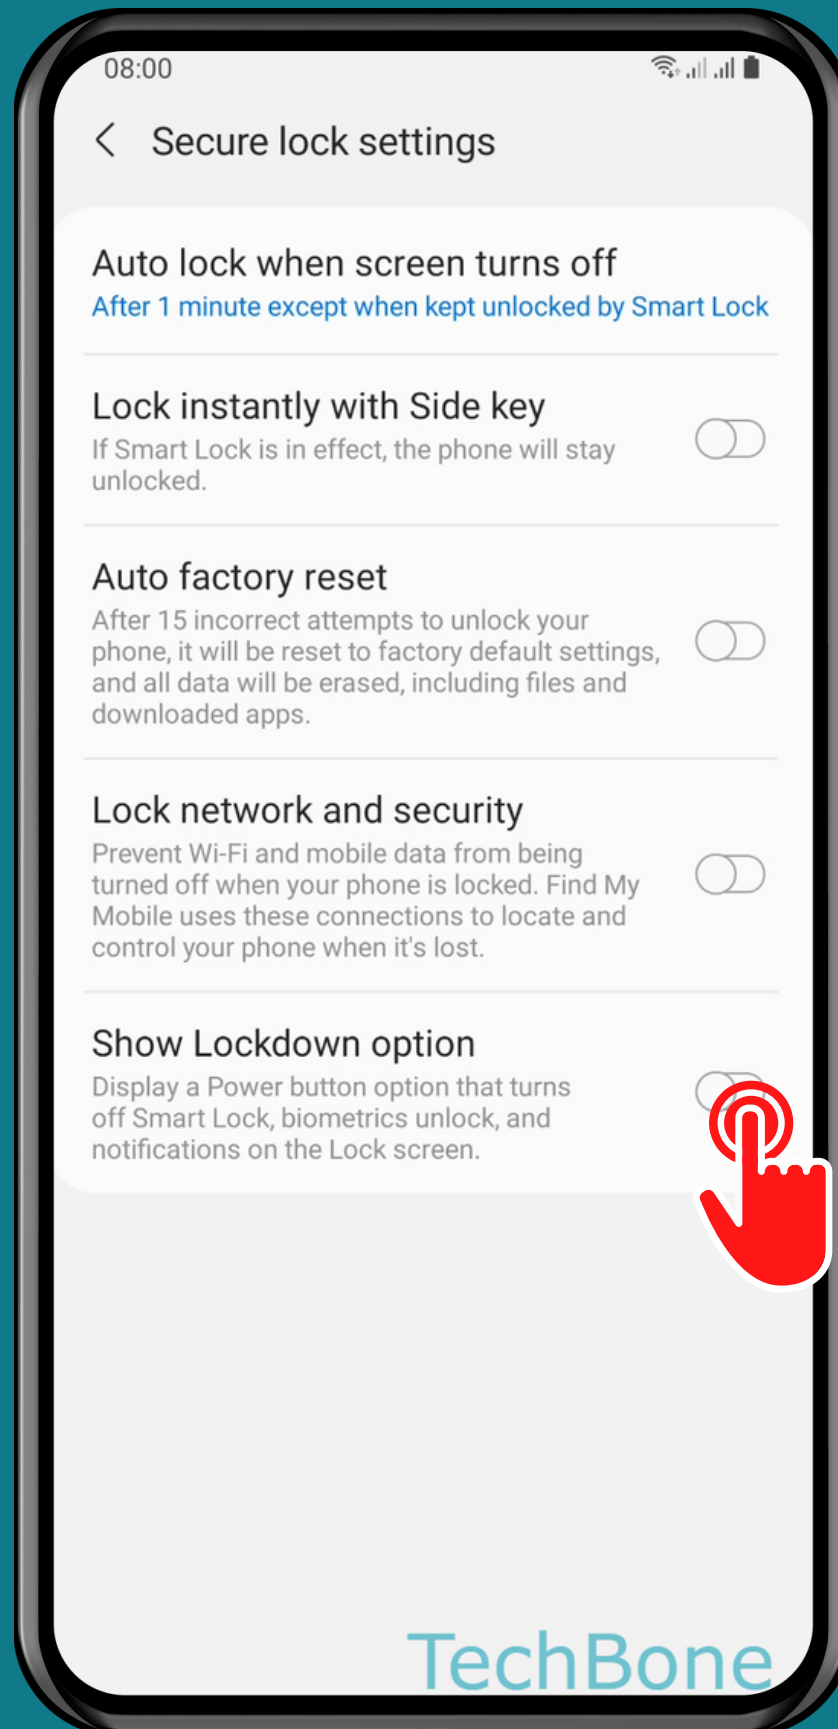 08:00
Secure lock settings
Auto lock when screen turns off
After 1 minute except when kept unlocked by Smart Lock
Lock instantly with Side key
If Smart Lock is in effect, the phone will stay
unlocked.
Auto factory reset
After 15 incorrect attempts to unlock your
phone, it will be reset to factory default settings,
and all data will be erased, including files and
downloaded apps.
Lock network and security
Prevent Wi-Fi and mobile data from being
turned off when your phone is locked. Find My
Mobile uses these connections to locate and
control your phone when it's lost.
Show Lockdown option
Display a Power button option that turns
off Smart Lock, biometrics unlock, and
notifications on the Lock screen.
TechBone